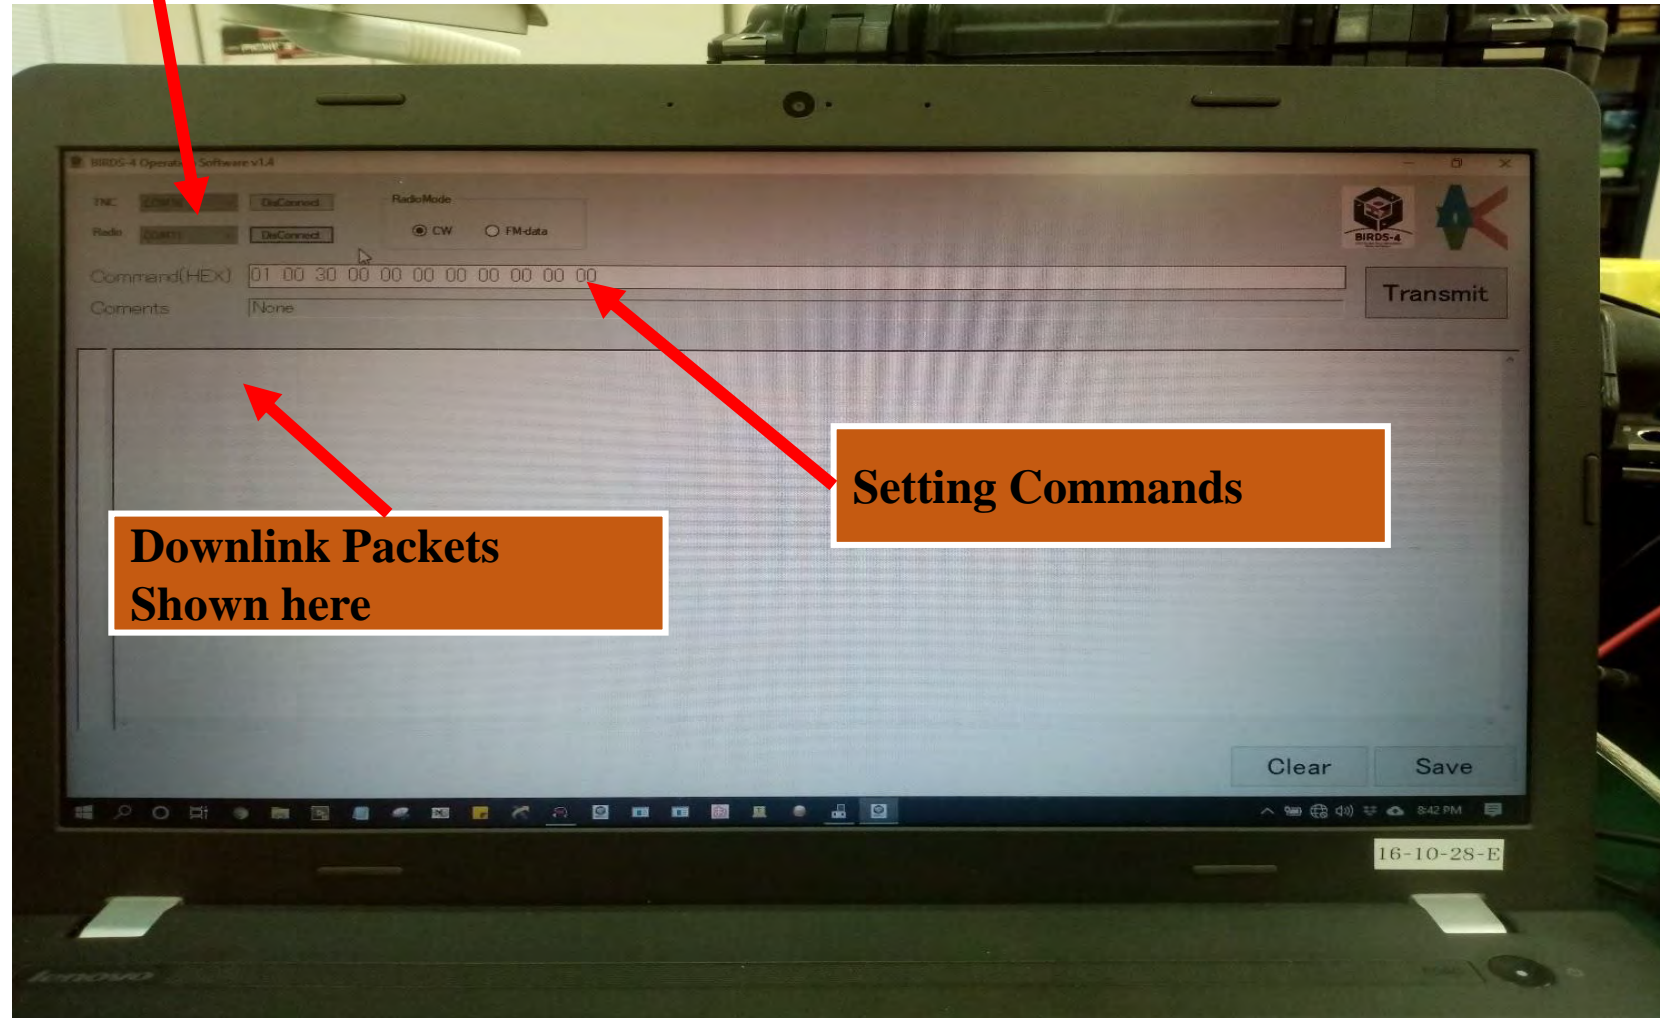 BIRDS-4 Operation Software v1.4
TNC
DisConnect
RadioMode
Radio
DisConnect
CW
FM-data
BIRDS-4
Command(HEX)
01 00 30 00 00 00 00 00 00 00 00
Transmit
Coments
None
Setting Commands
Downlink Packets
Shown here
Clear
Save
8:42 PM
16-10-28-E
lenovo